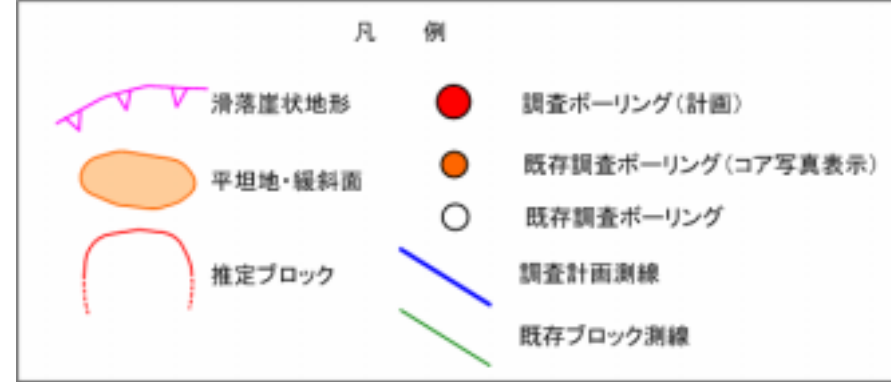 凡 例
滑落崖状地形
平坦地・緩斜面
推定ブロック
調査ボーリング(計画)
既存調査ボーリング(コア写真表示)
既存調査ボーリング
調査計画測線
既存ブロック測線